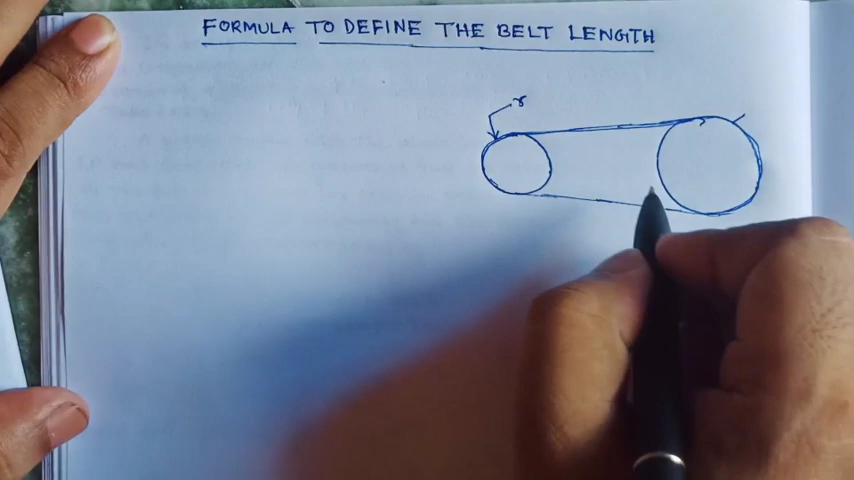 FORMULA TO DEFINE THE BELT LENGTH
r